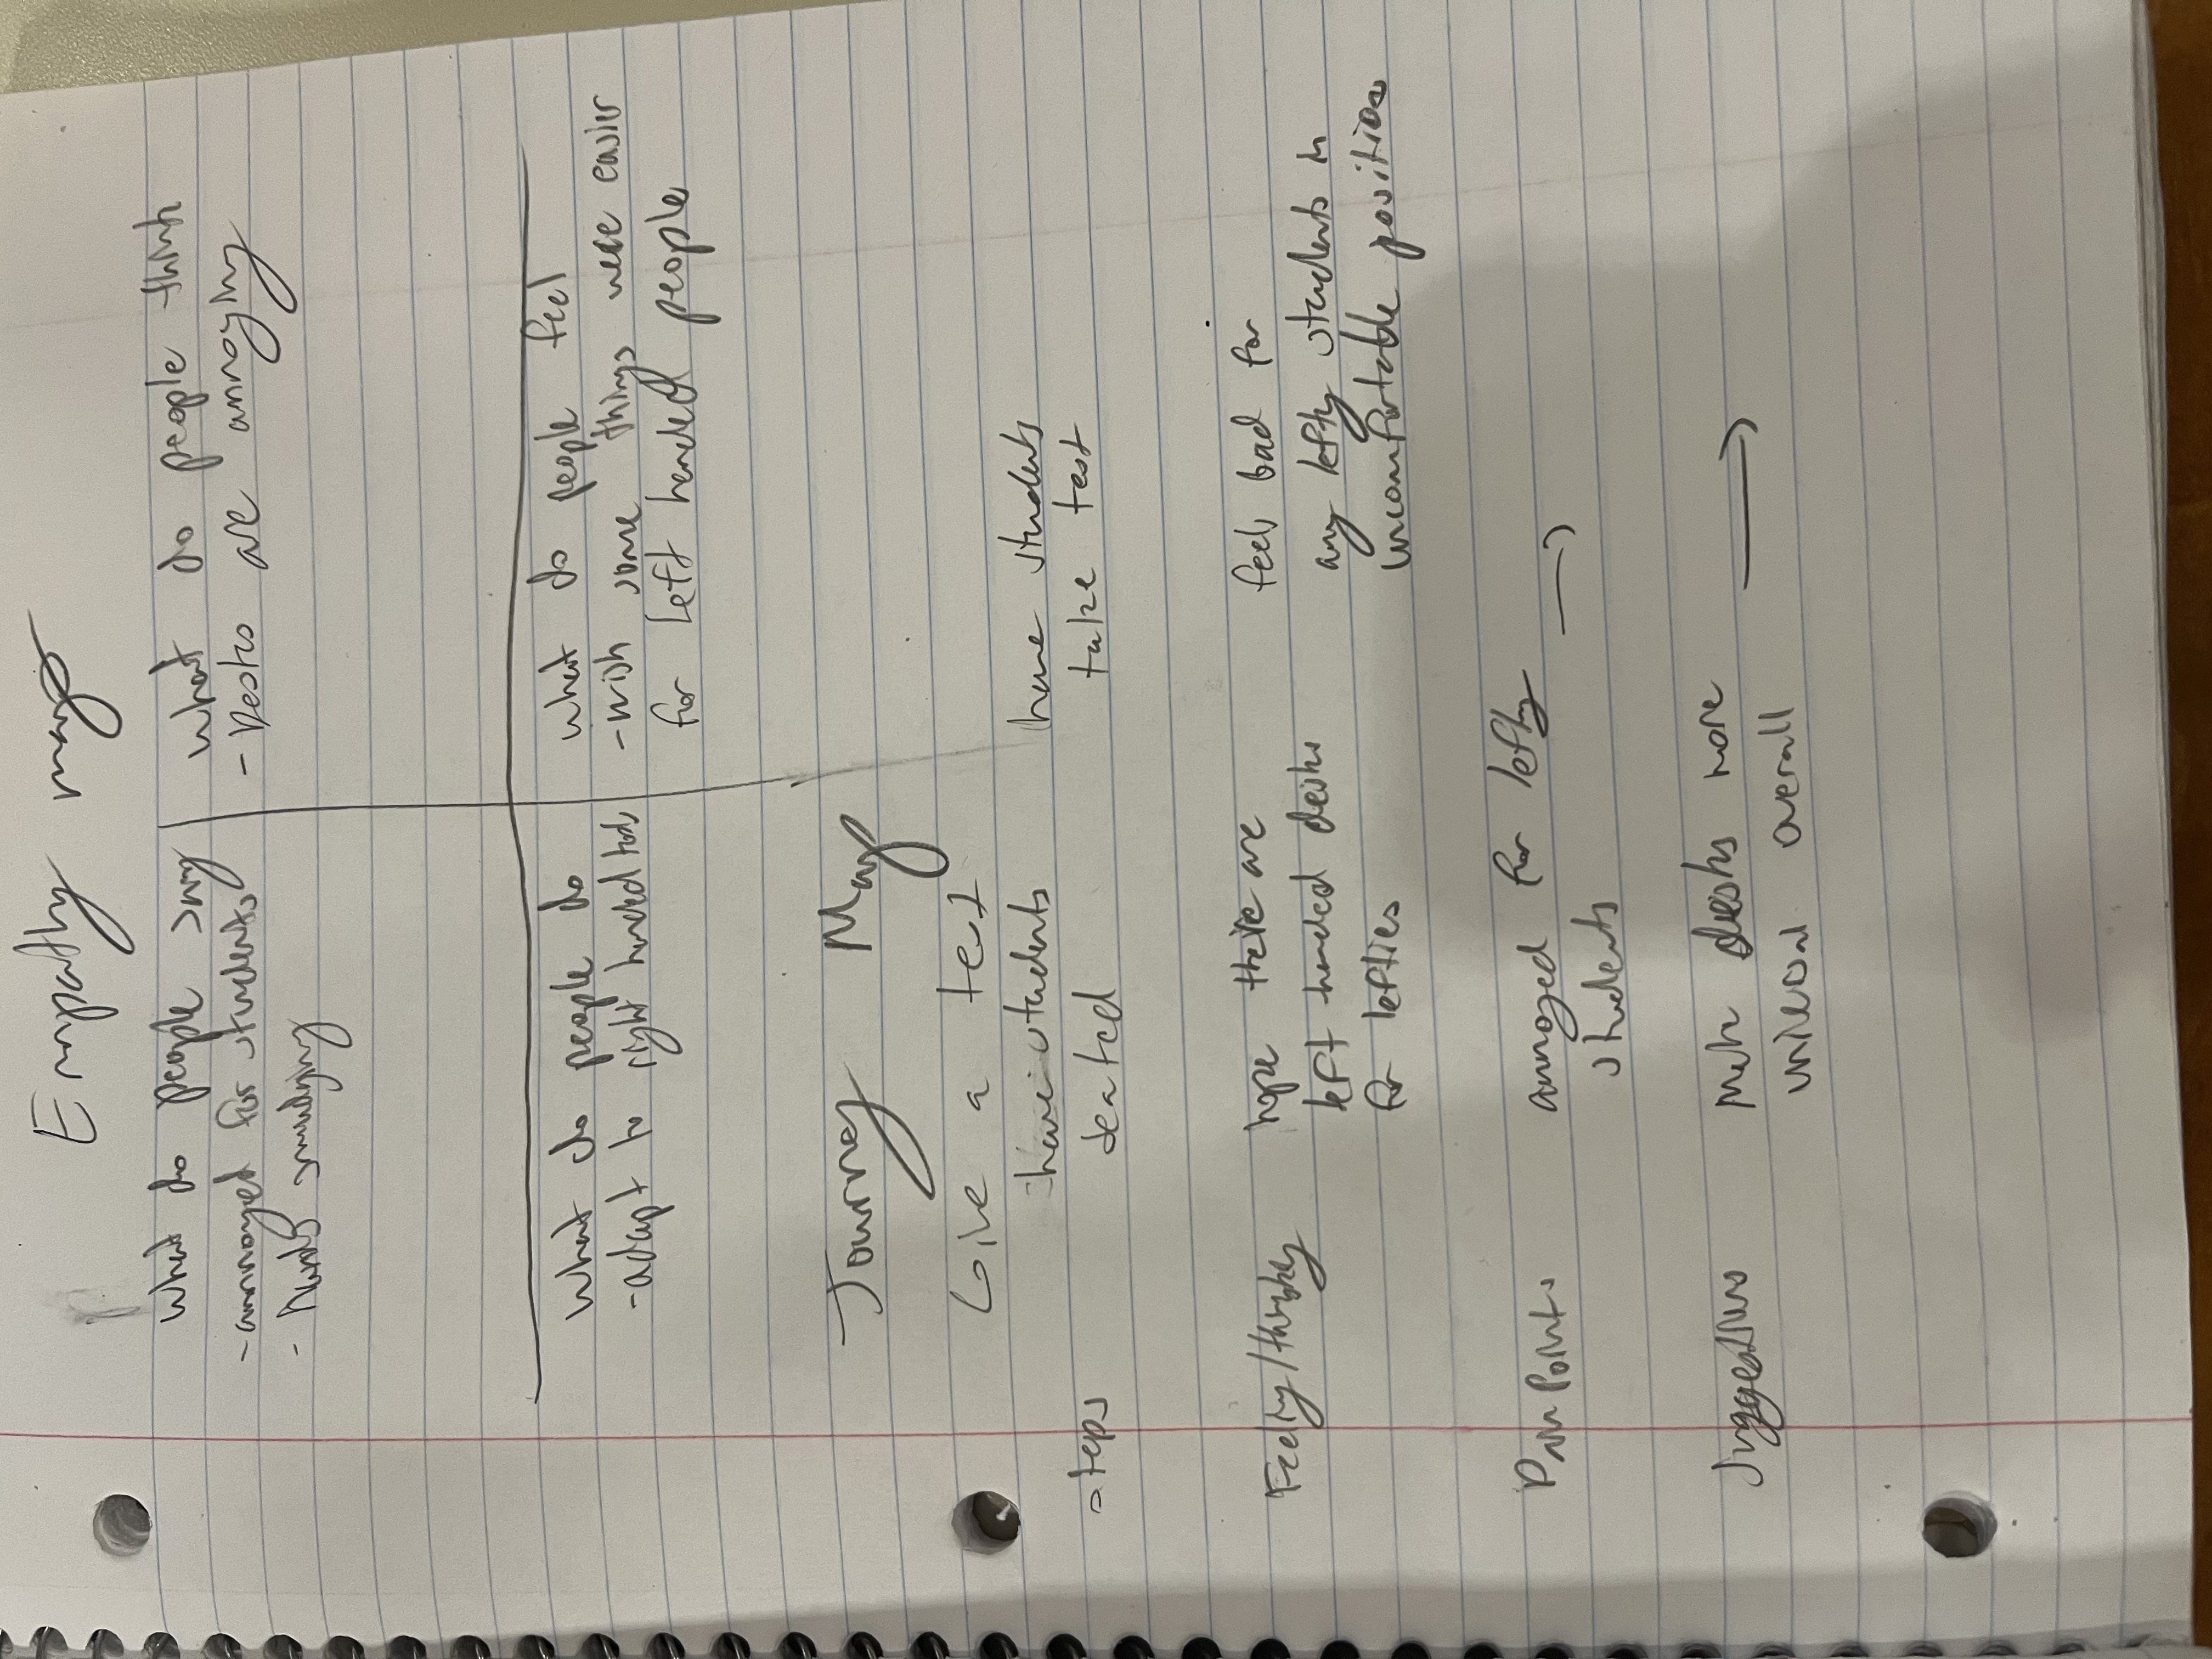 Empathy map
what do people say
- annoyed for students
- Hands smudging
what do people think
- Desks are annoying
what do people do
- adapt to right handed tools
what do people feel
- wish some things were easier
for left handed people
Journey Map
Give a test
steps
have students
seated
have students
take test
Feeling/thinking
hope there are
left handed desks
for lefties
feels bad for
any lefty students in
uncomfortable positions
Pain Points
annoyed for lefty
students
→
Suggestions
Make desks more
universal overall
→